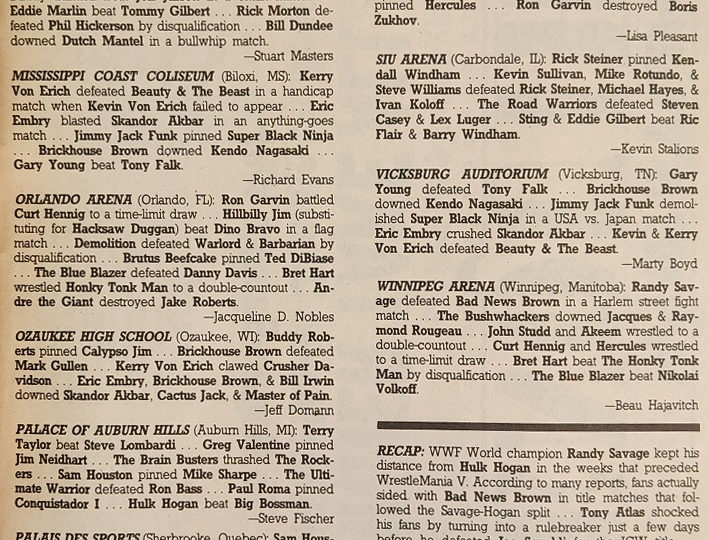 Eddie Marlin beat Tommy Gilbert . . . Rick Morton de-
feated Phil Hickerson by disqualification . . . Bill Dundee
downed Dutch Mantel in a bullwhip match.
—Stuart Masters
MISSISSIPPI COAST COLISEUM (Biloxi, MS): Kerry
Von Erich defeated Beauty & The Beast in a handicap
match when Kevin Von Erich failed to appear . . . Eric
Embry blasted Skandor Akbar in an anything-goes
match . . . Jimmy Jack Funk pinned Super Black Ninja
. . . Brickhouse Brown downed Kendo Nagasaki . . .
Gary Young beat Tony Falk.
—Richard Evans
ORLANDO ARENA (Orlando, FL): Ron Garvin battled
Curt Hennig to a time-limit draw . . . Hillbilly Jim (substi-
tuting for Hacksaw Duggan) beat Dino Bravo in a flag
match . . . Demolition defeated Warlord & Barbarian by
disqualification . . . Brutus Beefcake pinned Ted DiBiase
. . . The Blue Blazer defeated Danny Davis . . . Bret Hart
wrestled Honky Tonk Man to a double-countout . . . An-
dre the Giant destroyed Jake Roberts.
—Jacqueline D. Nobles
OZAUKEE HIGH SCHOOL (Ozaukee, WI): Buddy Rob-
erts pinned Calypso Jim . . . Brickhouse Brown defeated
Mark Gullen . . . Kerry Von Erich clawed Crusher Da-
vidson . . . Eric Embry, Brickhouse Brown, & Bill Irwin
downed Skandor Akbar, Cactus Jack, & Master of Pain.
—Jeff Domann
PALACE OF AUBURN HILLS (Auburn Hills, MI): Terry
Taylor beat Steve Lombardi . . . Greg Valentine pinned
Jim Neidhart . . . The Brain Busters thrashed The Rock-
ers . . . Sam Houston pinned Mike Sharpe . . . The Ulti-
mate Warrior defeated Ron Bass . . . Paul Roma pinned
Conquistador I . . . Hulk Hogan beat Big Bossman.
—Steve Fischer
PALAIS DES SPORTS (Sherbrooke, Quebec): Sam Hous-
pinned Hercules . . . Ron Garvin destroyed Boris
Zukhov.
—Lisa Pleasant
SIU ARENA (Carbondale, IL): Rick Steiner pinned Ken-
dall Windham . . . Kevin Sullivan, Mike Rotundo, &
Steve Williams defeated Rick Steiner, Michael Hayes, &
Ivan Koloff . . . The Road Warriors defeated Steven
Casey & Lex Luger . . . Sting & Eddie Gilbert beat Ric
Flair & Barry Windham.
—Kevin Stalions
VICKSBURG AUDITORIUM (Vicksburg, TN): Gary
Young defeated Tony Falk . . . Brickhouse Brown
downed Kendo Nagasaki . . . Jimmy Jack Funk demol-
ished Super Black Ninja in a USA vs. Japan match . . .
Eric Embry crushed Skandor Akbar . . . Kevin & Kerry
Von Erich defeated Beauty & The Beast.
—Marty Boyd
WINNIPEG ARENA (Winnipeg, Manitoba): Randy Sav-
age defeated Bad News Brown in a Harlem street fight
match . . . The Bushwhackers downed Jacques & Ray-
mond Rougeau . . . John Studd and Akeem wrestled to a
double-countout . . . Curt Hennig and Hercules wrestled
to a time-limit draw . . . Bret Hart beat The Honky Tonk
Man by disqualfication . . . The Blue Blazer beat Nikolai
Volkoff.
—Beau Hajavitch
RECAP: WWF World champion Randy Savage kept his
distance from Hulk Hogan in the weeks that preceded
WrestleMania V. According to many reports, fans actually
sided with Bad News Brown in title matches that fol-
lowed the Savage-Hogan split . . . Tony Atlas shocked
his fans by turning into a rulebreaker just a few days